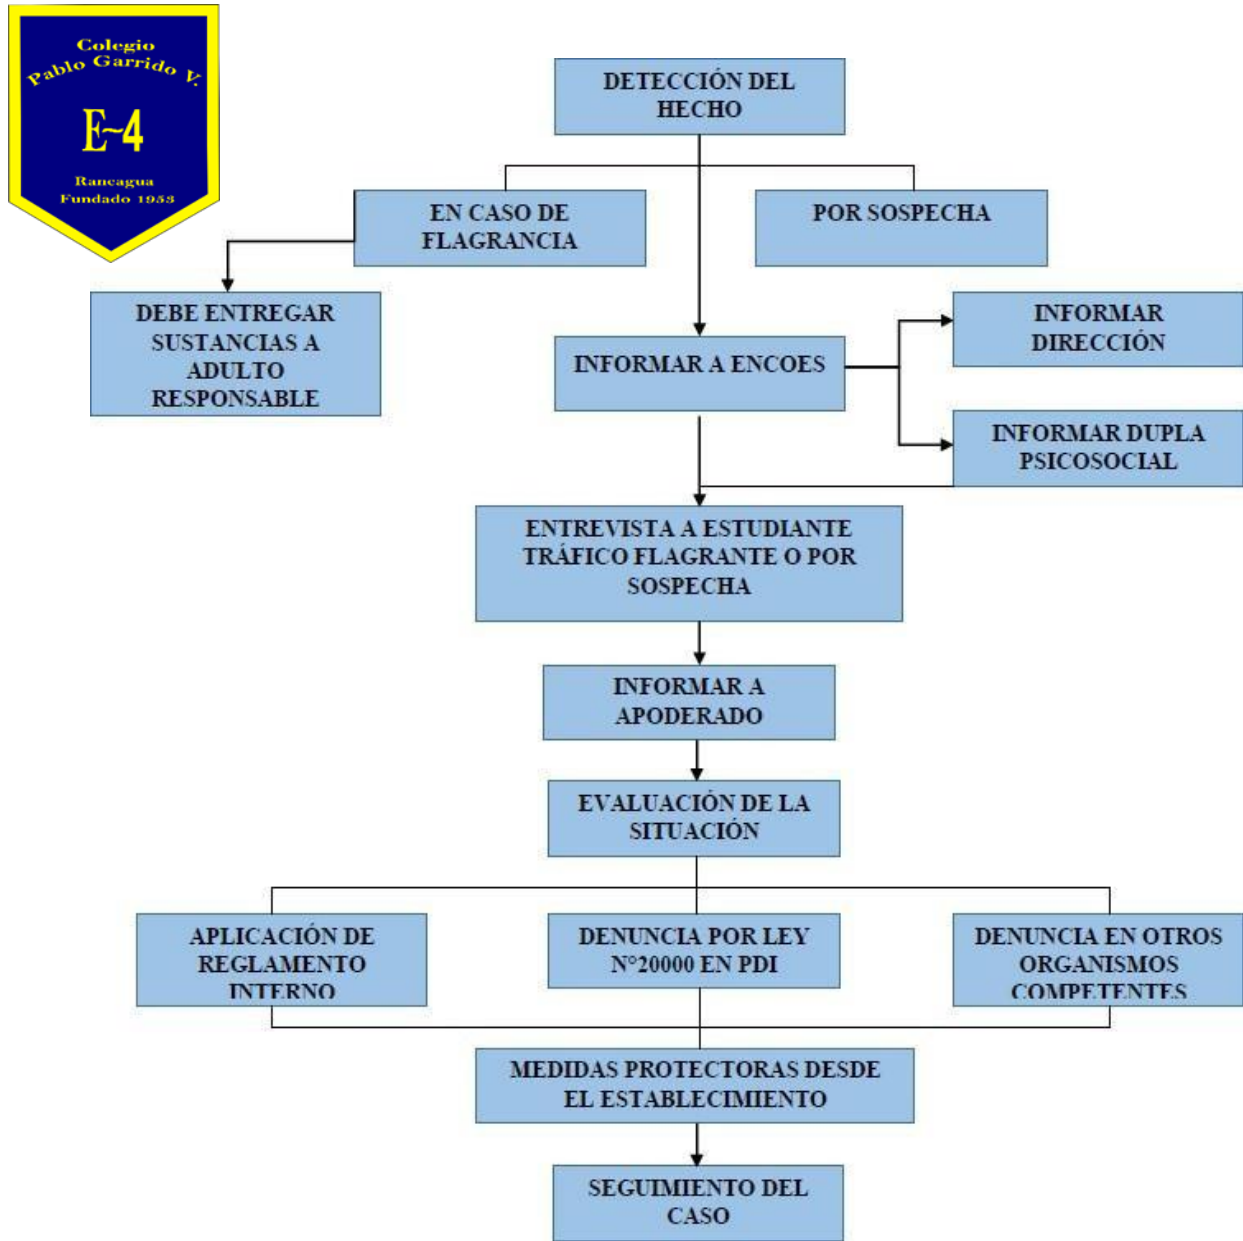 Colegio
Pablo Garrido V.
E~4
Rancagua
Fundado 1953
DETECCIÓN DEL
HECHO
EN CASO DE
FLAGRANCIA
POR SOSPECHA
DEBE ENTREGAR
SUSTANCIAS A
ADULTO
RESPONSABLE
INFORMAR A ENCOES
INFORMAR
DIRECCIÓN
INFORMAR DUPLA
PSICOSOCIAL
ENTREVISTA A ESTUDIANTE
TRÁFICO FLAGRANTE O POR
SOSPECHA
INFORMAR A
APODERADO
EVALUACIÓN DE LA
SITUACIÓN
APLICACIÓN DE
REGLAMENTO
INTERNO
DENUNCIA POR LEY
N°20000 EN PDI
DENUNCIA EN OTROS
ORGANISMOS
COMPETENTES
MEDIDAS PROTECTORAS DESDE
EL ESTABLECIMIENTO
SEGUIMIENTO DEL
CASO